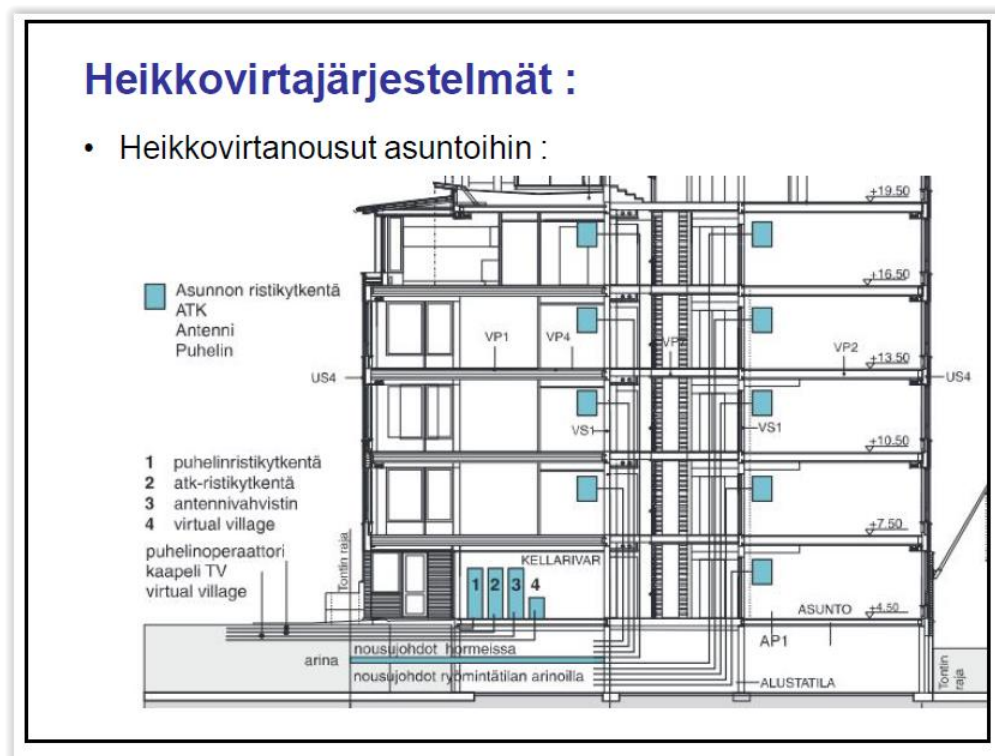 Heikkovirtajärjestelmät :
• Heikkovirtanousut asuntoihin :
+19.50
Asunnon ristikytkentä
ATK
Antenni
Puhelin
+16.50
VP1
VP4
VP2
+13.50
US4
US4
VS1
VS1
+10.50
1 puhelinristikytkentä
2 atk-ristikytkentä
3 antennivahvistin
4 virtual village
+7.50
puhelinoperaattori
kaapeli TV
virtual village
Tontin raja
KELLARIVAR
1 2 3 4
ASUNTO
+4.50
AP1
nousujohdot hormeissa
arina
nousujohdot ryömintätilan arinoilla
ALUSTATILA
Tontin
raja